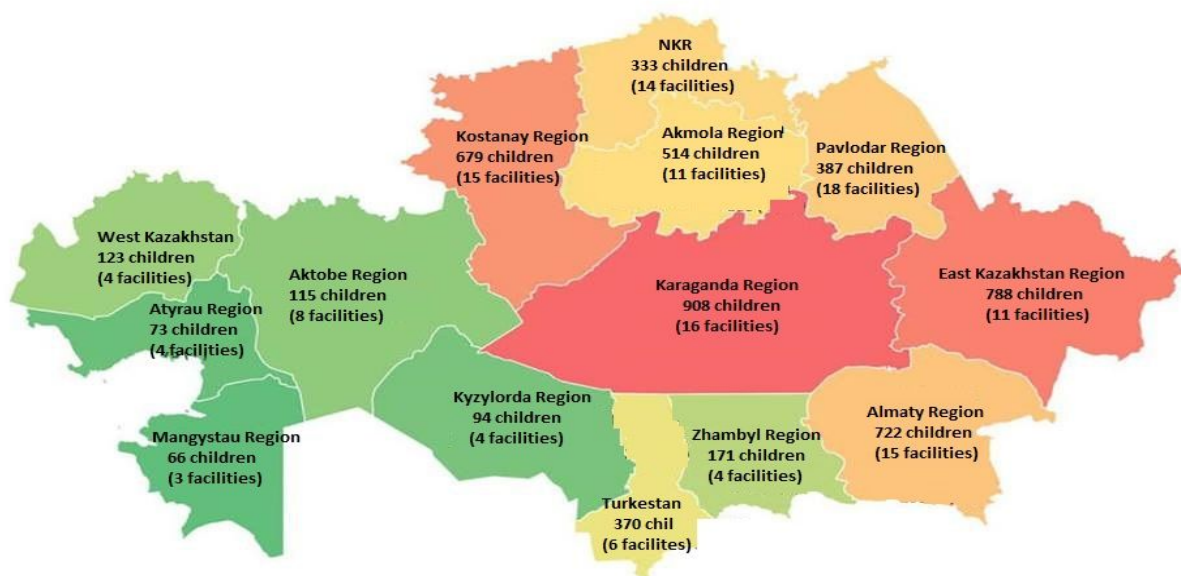 NKR
333 children
(14 facilities)
Kostanay Region
679 children
(15 facilities)
Akmola Region
514 children
(11 facilities)
Pavlodar Region
387 children
(18 facilities)
West Kazakhstan
123 children
(4 facilities)
Aktobe Region
115 children
(8 facilities)
Karaganda Region
908 children
(16 facilities)
East Kazakhstan Region
788 children
(11 facilities)
Atyrau Region
73 children
(4 facilities)
Kyzylorda Region
94 children
(4 facilities)
Almaty Region
722 children
(15 facilities)
Mangystau Region
66 children
(3 facilities)
Zhambyl Region
171 children
(4 facilities)
Turkestan
370 chil
(6 facilites)